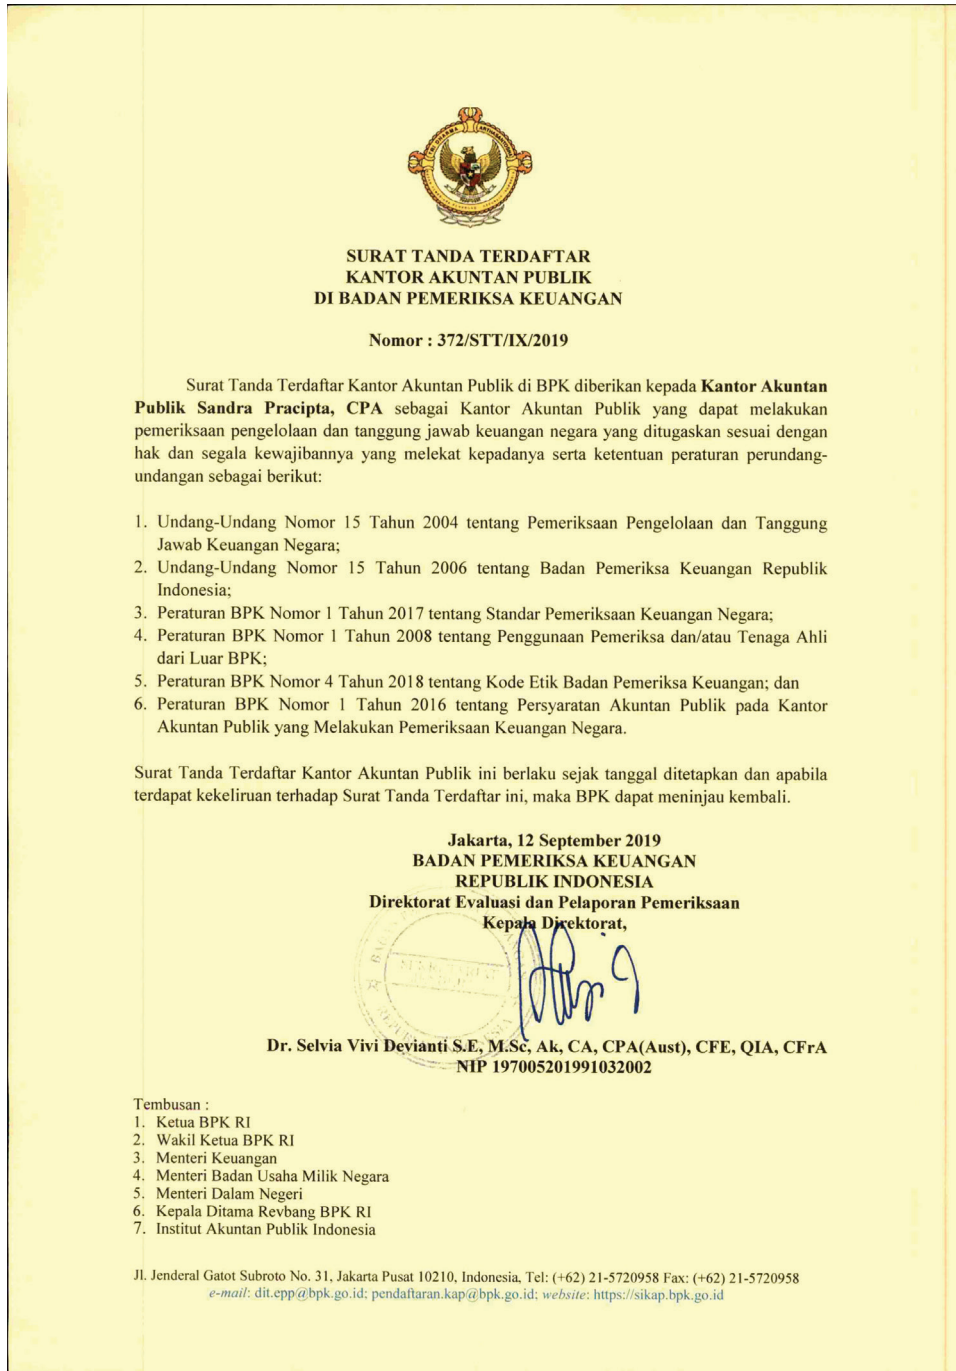 TRI DHARMA ARTHASANTOSHA
SURAT TANDA TERDAFTAR
KANTOR AKUNTAN PUBLIK
DI BADAN PEMERIKSA KEUANGAN
Nomor : 372/STT/IX/2019
Surat Tanda Terdaftar Kantor Akuntan Publik di BPK diberikan kepada Kantor Akuntan
Publik Sandra Pracipta, CPA sebagai Kantor Akuntan Publik yang dapat melakukan
pemeriksaan pengelolaan dan tanggung jawab keuangan negara yang ditugaskan sesuai dengan
hak dan segala kewajibannya yang melekat kepadanya serta ketentuan peraturan perundang-
undangan sebagai berikut:
1. Undang-Undang Nomor 15 Tahun 2004 tentang Pemeriksaan Pengelolaan dan Tanggung
Jawab Keuangan Negara;
2. Undang-Undang Nomor 15 Tahun 2006 tentang Badan Pemeriksa Keuangan Republik
Indonesia;
3. Peraturan BPK Nomor 1 Tahun 2017 tentang Standar Pemeriksaan Keuangan Negara;
4. Peraturan BPK Nomor 1 Tahun 2008 tentang Penggunaan Pemeriksa dan/atau Tenaga Ahli
dari Luar BPK;
5. Peraturan BPK Nomor 4 Tahun 2018 tentang Kode Etik Badan Pemeriksa Keuangan; dan
6. Peraturan BPK Nomor 1 Tahun 2016 tentang Persyaratan Akuntan Publik pada Kantor
Akuntan Publik yang Melakukan Pemeriksaan Keuangan Negara.
Surat Tanda Terdaftar Kantor Akuntan Publik ini berlaku sejak tanggal ditetapkan dan apabila
terdapat kekeliruan terhadap Surat Tanda Terdaftar ini, maka BPK dapat meninjau kembali.
Jakarta, 12 September 2019
BADAN PEMERIKSA KEUANGAN
REPUBLIK INDONESIA
Direktorat Evaluasi dan Pelaporan Pemeriksaan
Kepala Direktorat,
Dr. Selvia Vivi Devianti S.E, M.Sc, Ak, CA, CPA(Aust), CFE, QIA, CFrA
NIP 197005201991032002
Tembusan :
1. Ketua BPK RI
2. Wakil Ketua BPK RI
3. Menteri Keuangan
4. Menteri Badan Usaha Milik Negara
5. Menteri Dalam Negeri
6. Kepala Ditama Revbang BPK RI
7. Institut Akuntan Publik Indonesia
Jl. Jenderal Gatot Subroto No. 31, Jakarta Pusat 10210, Indonesia, Tel: (+62) 21-5720958 Fax: (+62) 21-5720958
e-mail: dit.epp@bpk.go.id; pendaftaran.kap@bpk.go.id; website: https://sikap.bpk.go.id